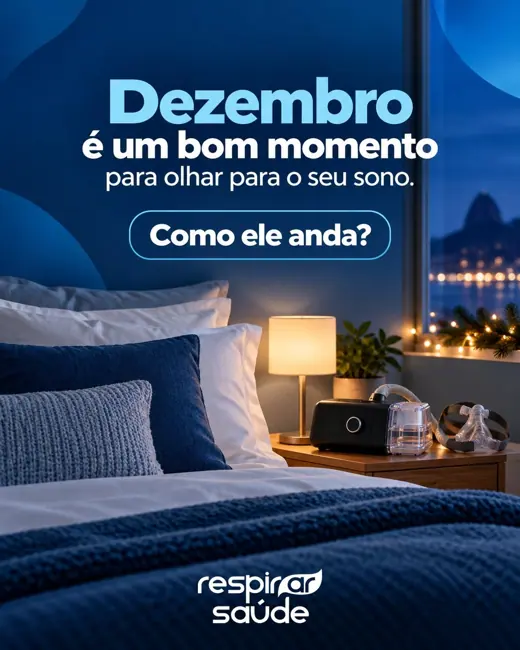 Dezembro
é um bom momento
para olhar para o seu sono.
Como ele anda?
respirar
saúde